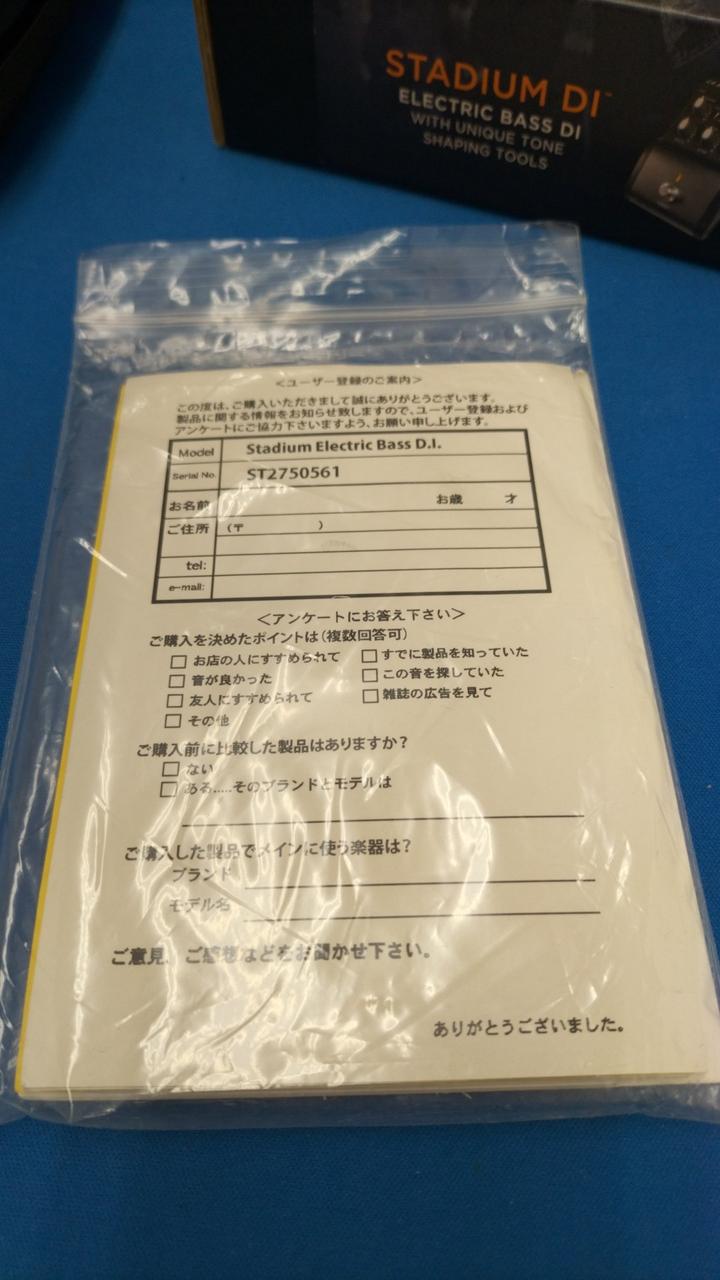 STADIUM DI™
ELECTRIC BASS DI
WITH UNIQUE TONE
SHAPING TOOLS
＜ユーザー登録のご案内＞
この度は、ご購入いただきまして誠にありがとうございます。
製品に関する情報をお知らせ致しますので、ユーザー登録および
アンケートにご協力下さいますよう、お願い申し上げます。
Model Stadium Electric Bass D.I.
Serial No. ST2750561
お名前 お歳 才
ご住所 (〒 )
tel:
e-mail:
＜アンケートにお答え下さい＞
ご購入を決めたポイントは(複数回答可)
□ お店の人にすすめられて □ すでに製品を知っていた
□ 音が良かった □ この音を探していた
□ 友人にすすめられて □ 雑誌の広告を見て
□ その他
ご購入前に比較した製品はありますか？
□ ない
□ ある.....そのブランドとモデルは
ご購入した製品でメインに使う楽器は？
ブランド
モデル名
ご意見、ご感想などをお聞かせ下さい。
ありがとうございました。